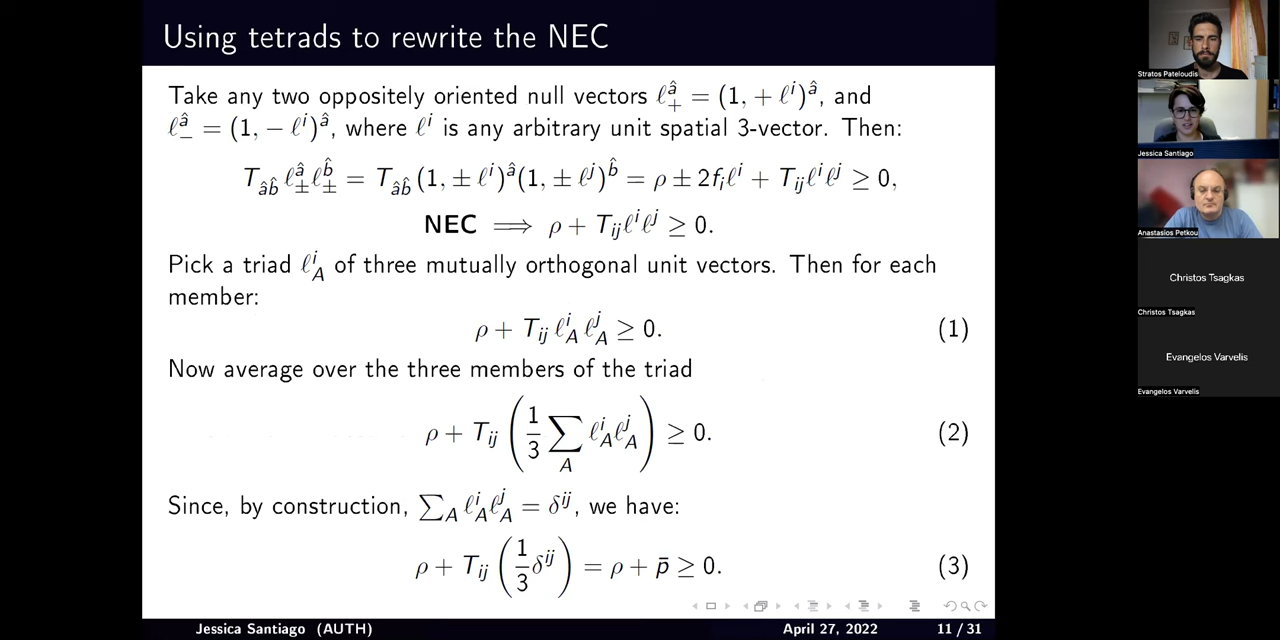 Using tetrads to rewrite the NEC
Take any two oppositely oriented null vectors ℓ₊^â = (1, +ℓ^i)^â, and
ℓ₋^â = (1, −ℓ^i)^â, where ℓ^i is any arbitrary unit spatial 3-vector. Then:
T_{âb̂} ℓ_±^â ℓ_±^b̂ = T_{âb̂} (1, ±ℓ^i)^â (1, ±ℓ^j)^b̂ = ρ ± 2f_i ℓ^i + T_{ij} ℓ^i ℓ^j ≥ 0,
NEC ⟹ ρ + T_{ij} ℓ^i ℓ^j ≥ 0.
Pick a triad ℓ_A^i of three mutually orthogonal unit vectors. Then for each
member:
ρ + T_{ij} ℓ_A^i ℓ_A^j ≥ 0. (1)
Now average over the three members of the triad
ρ + T_{ij} (1/3 ∑_A ℓ_A^i ℓ_A^j) ≥ 0. (2)
Since, by construction, ∑_A ℓ_A^i ℓ_A^j = δ^{ij}, we have:
ρ + T_{ij} (1/3 δ^{ij}) = ρ + p̄ ≥ 0. (3)
Jessica Santiago (AUTH) April 27, 2022 11 / 31
Stratos Pateloudis
Jessica Santiago
Anastasios Petkou
Christos Tsagkas
Christos Tsagkas
Evangelos Varvelis
Evangelos Varvelis